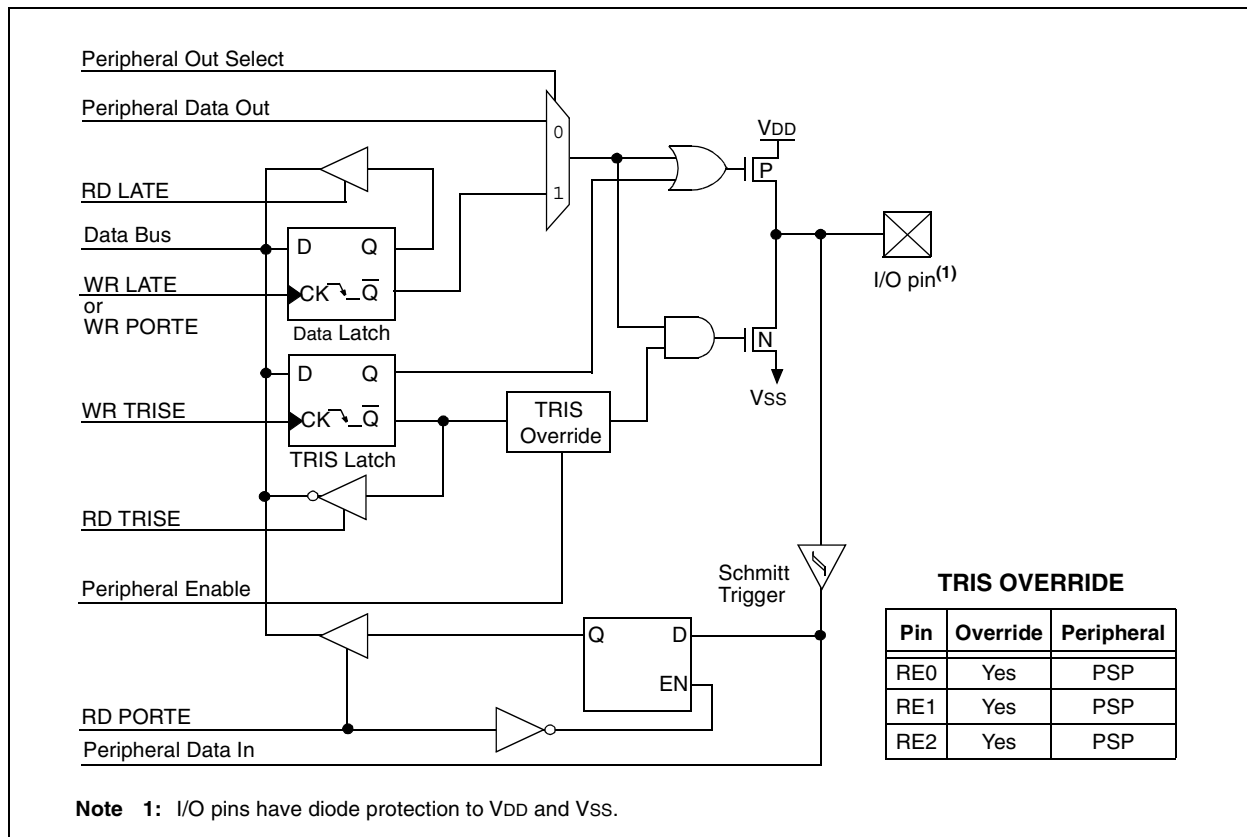 Peripheral Out Select
Peripheral Data Out
0
1
VDD
P
RD LATE
Data Bus
D Q
WR LATE
or
WR PORTE
CK Q̅
Data Latch
I/O pin(1)
N
VSS
D Q
WR TRISE
CK Q̅
TRIS Latch
TRIS
Override
RD TRISE
Peripheral Enable
Schmitt
Trigger
Q D
EN
RD PORTE
Peripheral Data In
TRIS OVERRIDE
Pin Override Peripheral
RE0 Yes PSP
RE1 Yes PSP
RE2 Yes PSP
Note 1: I/O pins have diode protection to VDD and VSS.